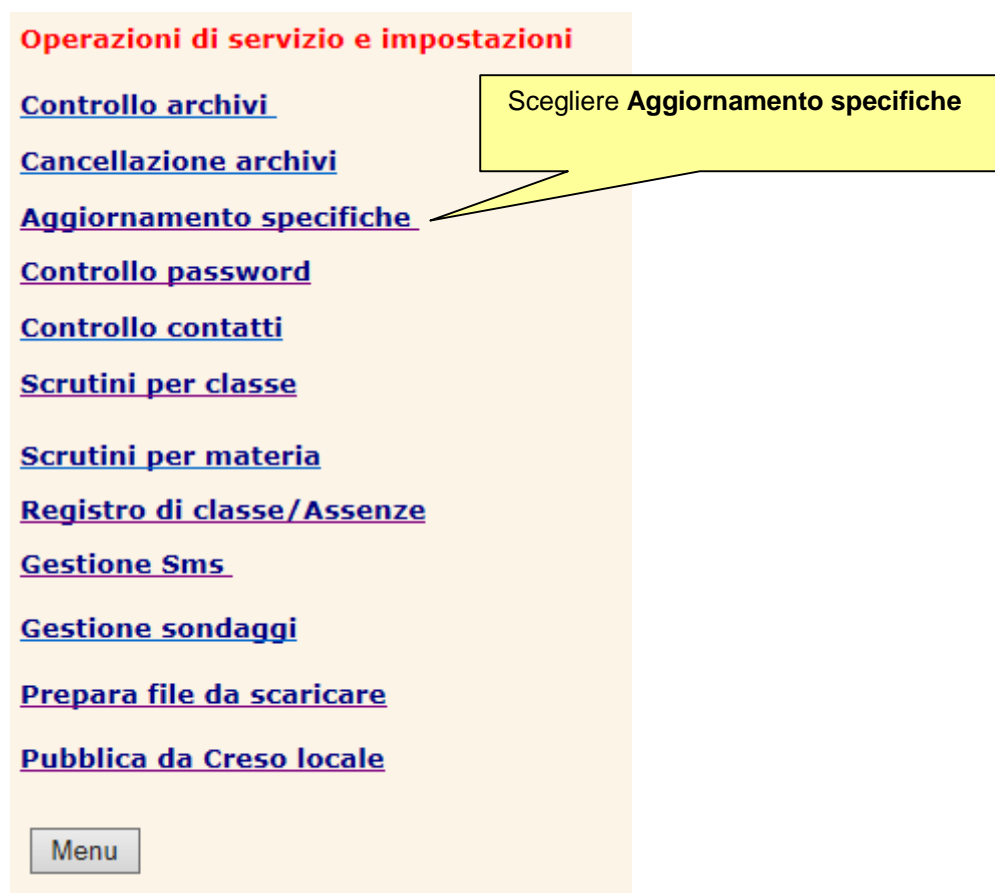 Operazioni di servizio e impostazioni
Controllo archivi
Scegliere Aggiornamento specifiche
Cancellazione archivi
Aggiornamento specifiche
Controllo password
Controllo contatti
Scrutini per classe
Scrutini per materia
Registro di classe/Assenze
Gestione Sms
Gestione sondaggi
Prepara file da scaricare
Pubblica da Creso locale
Menu